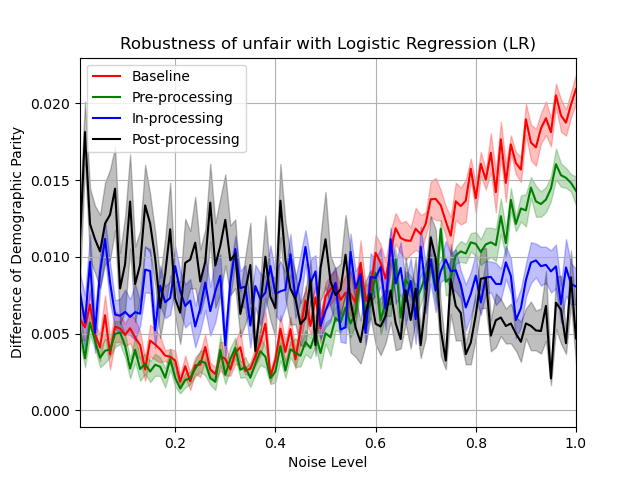 Robustness of unfair with Logistic Regression (LR)
Baseline
Pre-processing
In-processing
Post-processing
0.020
0.015
0.010
0.005
0.000
Difference of Demographic Parity
0.2 0.4 0.6 0.8 1.0
Noise Level